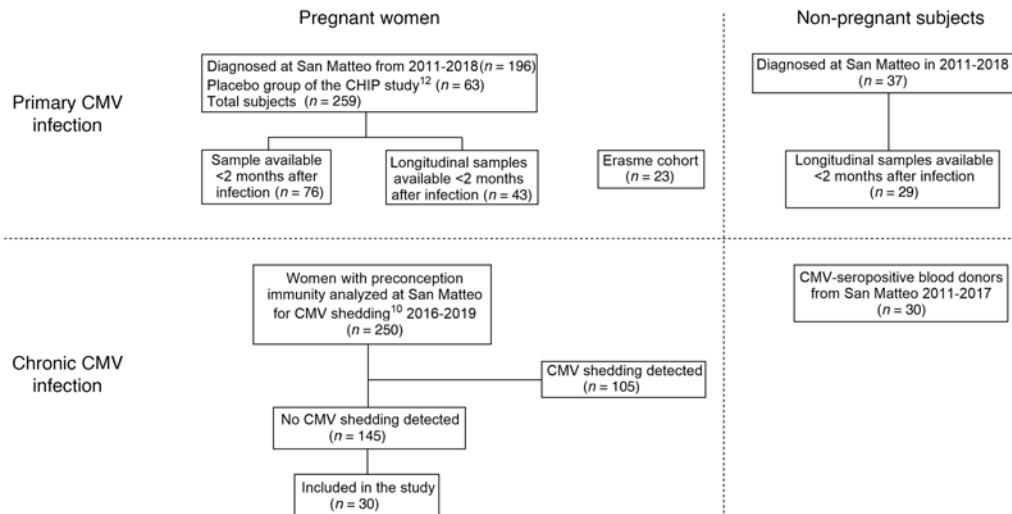 Pregnant women
Non-pregnant subjects
Primary CMV
infection
Diagnosed at San Matteo from 2011-2018(n = 196)
Placebo group of the CHIP study12 (n = 63)
Total subjects (n = 259)
Sample available
<2 months after
infection (n = 76)
Longitudinal samples
available <2 months
after infection (n = 43)
Erasme cohort
(n = 23)
Diagnosed at San Matteo in 2011-2018
(n = 37)
Longitudinal samples available
<2 months after infection
(n = 29)
Chronic CMV
infection
Women with preconception
immunity analyzed at San Matteo
for CMV shedding10 2016-2019
(n = 250)
CMV shedding detected
(n = 105)
No CMV shedding detected
(n = 145)
Included in the study
(n = 30)
CMV-seropositive blood donors
from San Matteo 2011-2017
(n = 30)